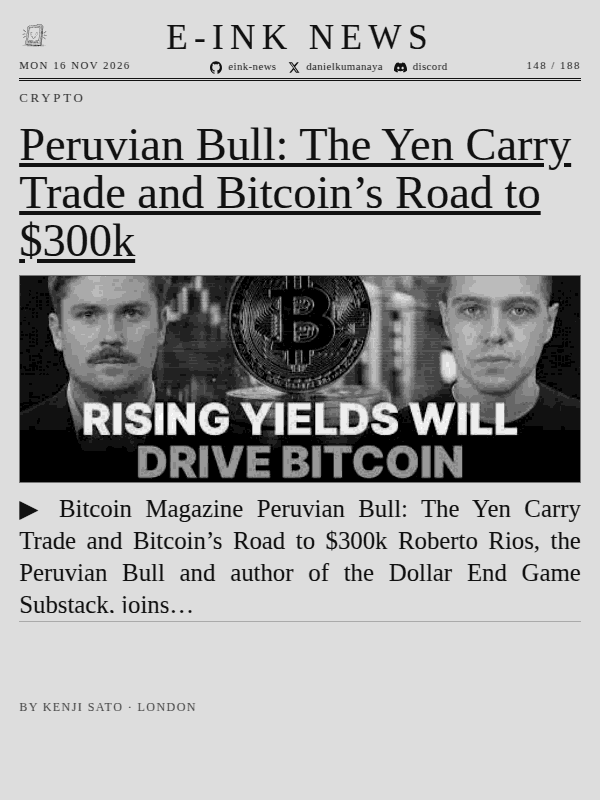 E-INK NEWS
MON 16 NOV 2026
eink-news danielkumanaya discord
148 / 188
CRYPTO
Peruvian Bull: The Yen Carry
Trade and Bitcoin’s Road to
$300k
RISING YIELDS WILL
DRIVE BITCOIN
▶ Bitcoin Magazine Peruvian Bull: The Yen Carry
Trade and Bitcoin’s Road to $300k Roberto Rios, the
Peruvian Bull and author of the Dollar End Game
Substack, joins…
BY KENJI SATO · LONDON